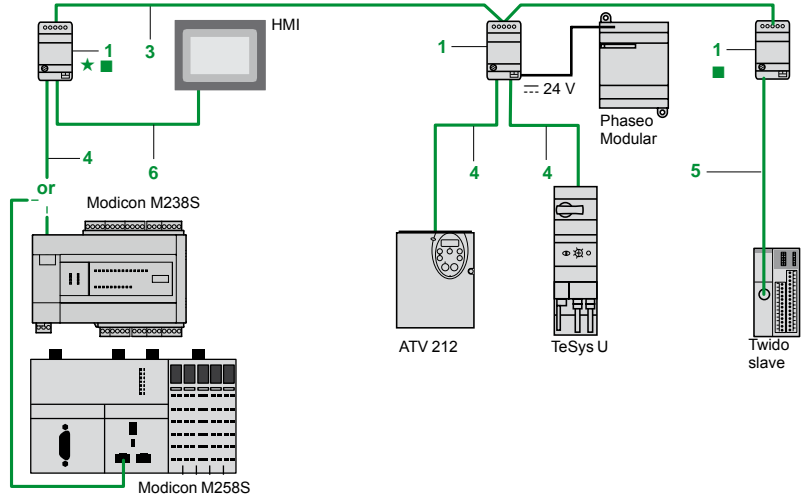 HMI
1
3
1
1
24 V
Phaseo
Modular
4
6
4
4
5
or
Modicon M238S
ATV 212
TeSys U
Twido
slave
Modicon M258S